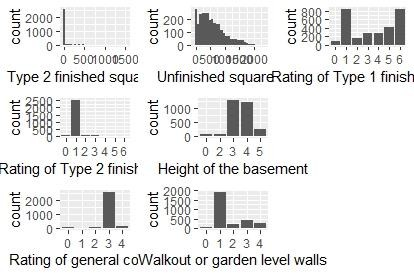 count
2000
0
0 500 1500
Type 2 finished squa
count
200
100
0
Unfinished square
count
800
600
400
200
0
0 1 2 3 4 5 6
Rating of Type 1 finish
count
2500
2000
1500
1000
500
0
0 1 2 3 4 5 6
Rating of Type 2 finish
count
1000
500
0
0 1 2 3 4 5
Height of the basement
count
2000
1000
0
0 1 2 3 4
Rating of general co
count
2000
1500
1000
500
0
0 1 2 3 4
Walkout or garden level walls